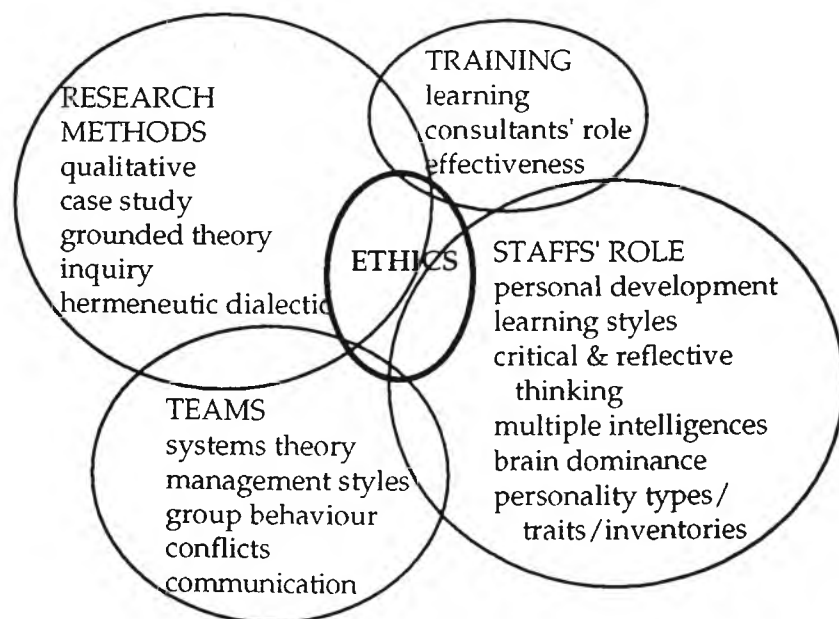 RESEARCH
METHODS
qualitative
case study
grounded theory
inquiry
hermeneutic dialectic
TRAINING
learning
consultants' role
effectiveness
ETHICS
STAFFS' ROLE
personal development
learning styles
critical & reflective
thinking
multiple intelligences
brain dominance
personality types/
traits/inventories
TEAMS
systems theory
management styles
group behaviour
conflicts
communication